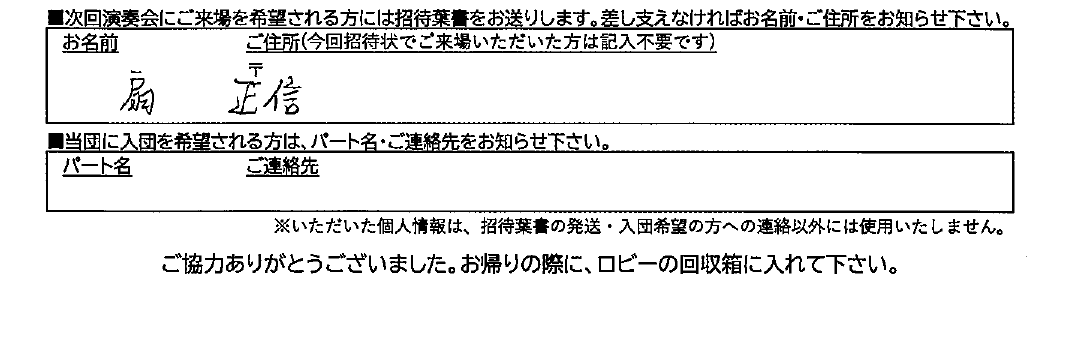 ■次回演奏会にご来場を希望される方には招待葉書をお送りします。差し支えなければお名前・ご住所をお知らせ下さい。
お名前 ご住所(今回招待状でご来場いただいた方は記入不要です)
〒
扇 正信
■当団に入団を希望される方は、パート名・ご連絡先をお知らせ下さい。
パート名 ご連絡先
※いただいた個人情報は、招待葉書の発送・入団希望の方への連絡以外には使用いたしません。
ご協力ありがとうございました。お帰りの際に、ロビーの回収箱に入れて下さい。